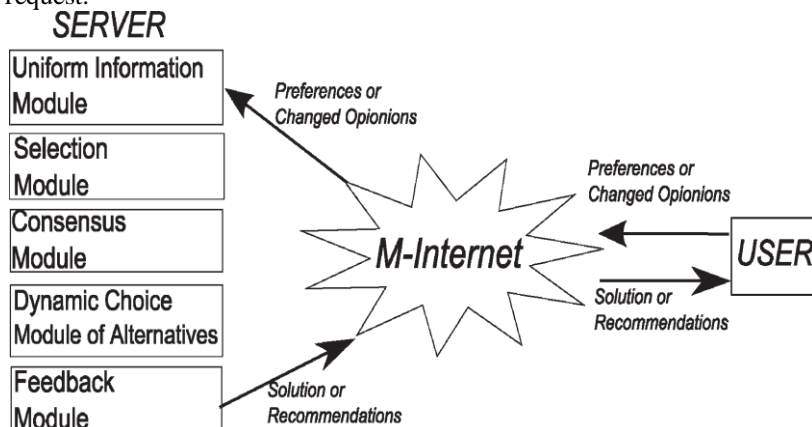 request.
SERVER
Uniform Information
Module
Selection
Module
Consensus
Module
Dynamic Choice
Module of Alternatives
Feedback
Module
Preferences or
Changed Opionions
M-Internet
Solution or
Recommendations
Preferences or
Changed Opionions
USER
Solution or
Recommendations